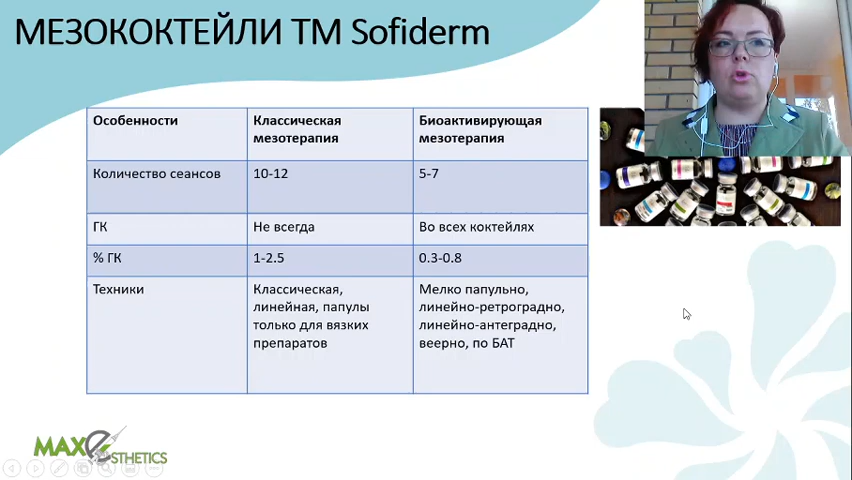 МЕЗОКОКТЕЙЛИ ТМ Sofiderm
Особенности
Классическая
мезотерапия
Биоактивирующая
мезотерапия
Количество сеансов
10-12
5-7
ГК
Не всегда
Во всех коктейлях
% ГК
1-2.5
0.3-0.8
Техники
Классическая,
линейная, папулы
только для вязких
препаратов
Мелко папульно,
линейно-ретроградно,
линейно-антеградно,
веерно, по БАТ
MAX e STHETICS